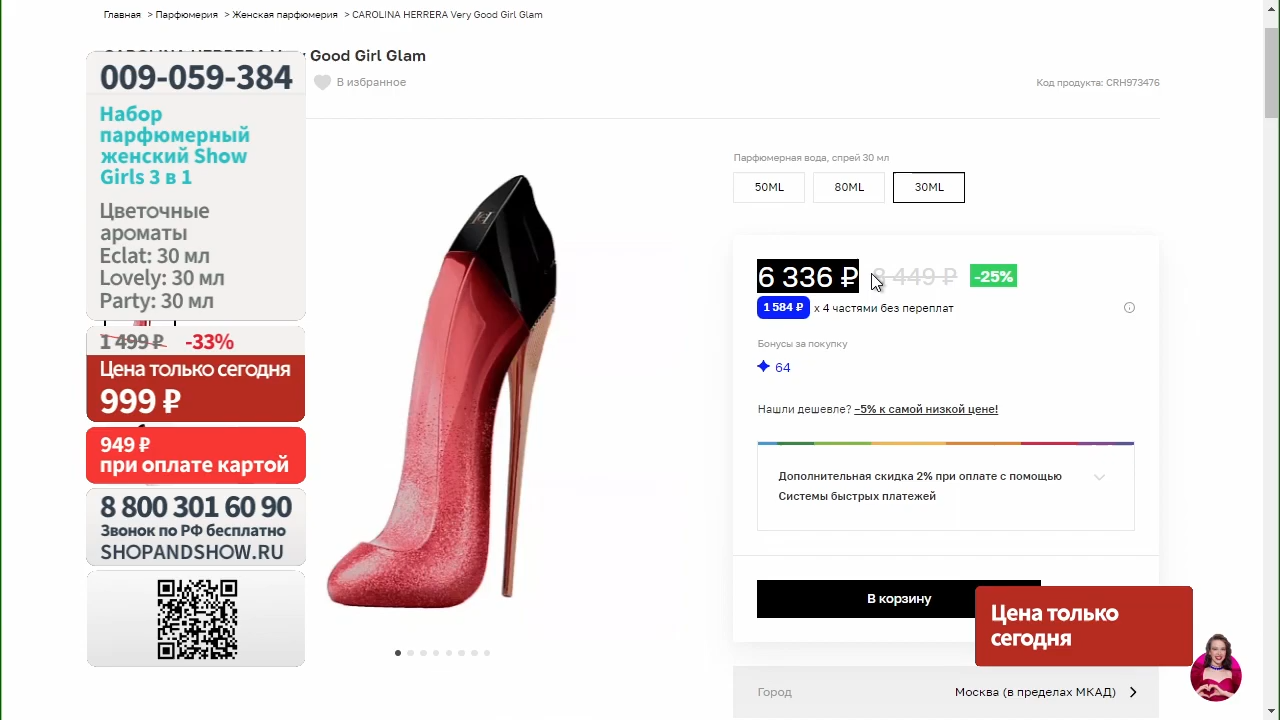 Главная > Парфюмерия > Женская парфюмерия > CAROLINA HERRERA Very Good Girl Glam
Good Girl Glam
В избранное
Код продукта: CRH973476
009-059-384
Набор
парфюмерный
женский Show
Girls 3 в 1
Цветочные
ароматы
Eclat: 30 мл
Lovely: 30 мл
Party: 30 мл
1 499 ₽ -33%
Цена только сегодня
999 ₽
949 ₽
при оплате картой
8 800 301 60 90
Звонок по РФ бесплатно
SHOPANDSHOW.RU
Парфюмерная вода, спрей 30 мл
50ML 80ML 30ML
6 336 ₽ 8 449 ₽ -25%
1 584 ₽ х 4 частями без переплат
Бонусы за покупку
64
Нашли дешевле? –5% к самой низкой цене!
Дополнительная скидка 2% при оплате с помощью
Системы быстрых платежей
В корзину
Цена только
сегодня
Город Москва (в пределах МКАД)